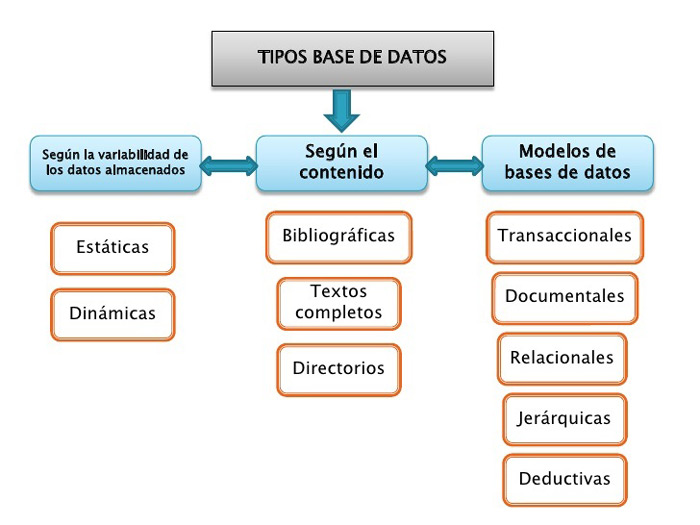 TIPOS BASE DE DATOS
Según la variabilidad de
los datos almacenados
Según el
contenido
Modelos de
bases de datos
Estáticas
Dinámicas
Bibliográficas
Textos
completos
Directorios
Transaccionales
Documentales
Relacionales
Jerárquicas
Deductivas